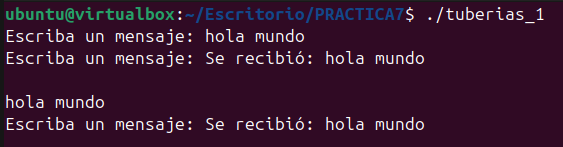 ubuntu@virtualbox:~/Escritorio/PRACTICA7$ ./tuberias_1
Escriba un mensaje: hola mundo
Escriba un mensaje: Se recibió: hola mundo
hola mundo
Escriba un mensaje: Se recibió: hola mundo